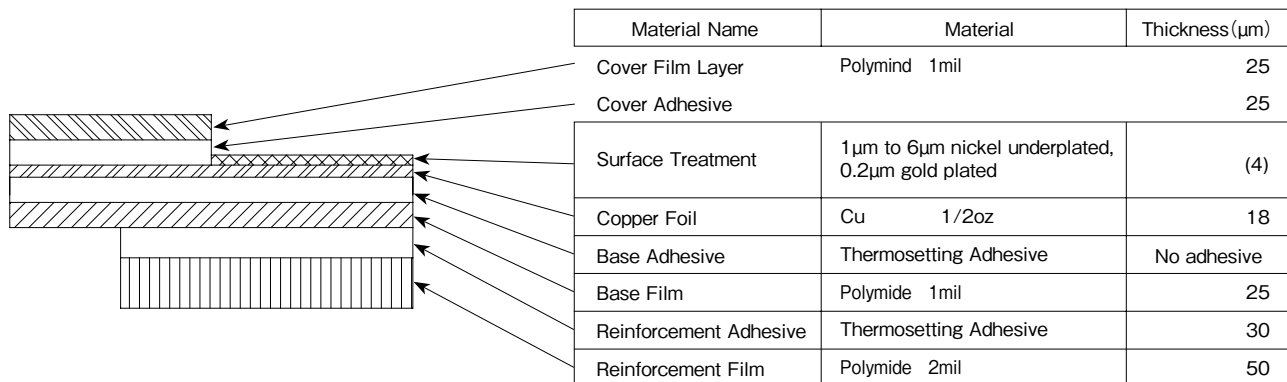 Material Name Material Thickness(μm)
Cover Film Layer Polymind 1mil 25
Cover Adhesive 25
Surface Treatment 1μm to 6μm nickel underplated, 0.2μm gold plated (4)
Copper Foil Cu 1/2oz 18
Base Adhesive Thermosetting Adhesive No adhesive
Base Film Polymide 1mil 25
Reinforcement Adhesive Thermosetting Adhesive 30
Reinforcement Film Polymide 2mil 50